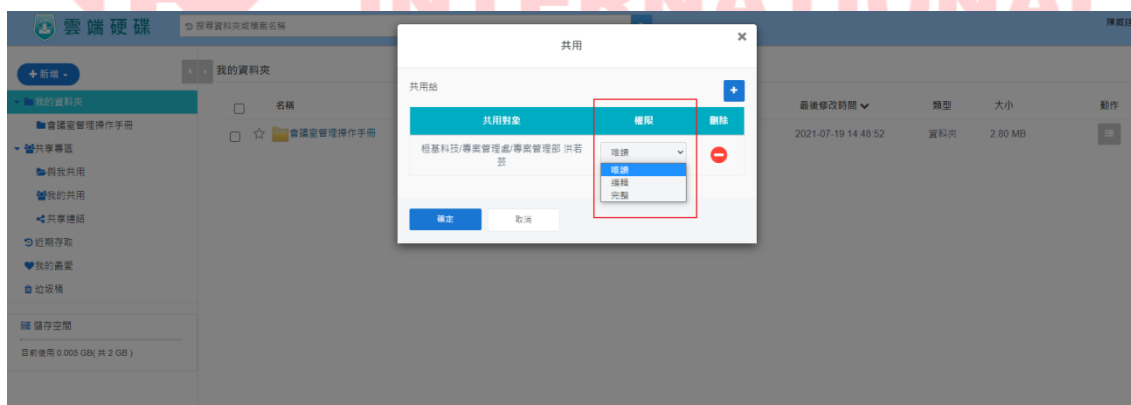 INTERNATIONAL
雲端硬碟
搜尋資料夾或檔案名稱
共用
×
+新增
我的資料夾
共用給
+
我的資料夾
會議室管理操作手冊
共享專區
與我共用
我的共用
共享連結
近期存取
我的最愛
垃圾桶
儲存空間
目前使用 0.005 GB( 共 2 GB )
名稱
最後修改時間
類型
大小
動作
會議室管理操作手冊
2021-07-19 14:48:52
資料夾
2.80 MB
共用對象
權限
刪除
桓基科技/專案管理處/專案管理部 洪若
芸
唯讀
唯讀
編輯
完整
確定
取消